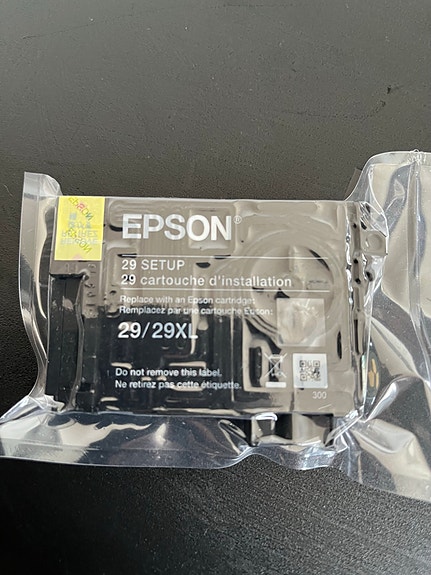 EPSON®
29 SETUP
29 cartouche d'installation
Replace with an Epson cartridge:
Remplacez par une cartouche Epson:
29/29XL
Do not remove this label.
Ne retirez pas cette étiquette.
300